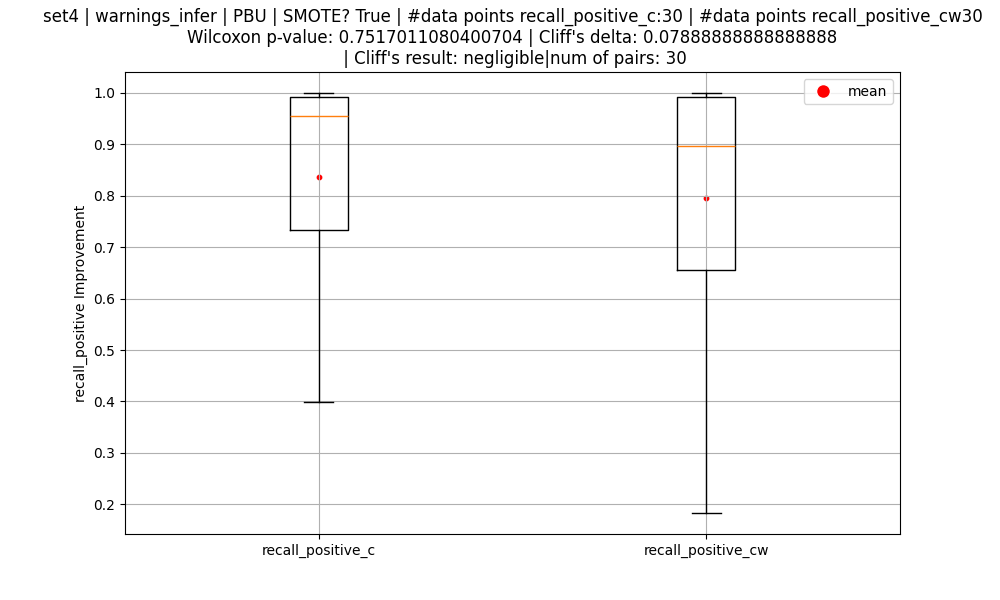 set4 | warnings_infer | PBU | SMOTE? True | #data points recall_positive_c:30 | #data points recall_positive_cw30
Wilcoxon p-value: 0.7517011080400704 | Cliff's delta: 0.07888888888888888
| Cliff's result: negligible|num of pairs: 30
mean
1.0
0.9
0.8
0.7
0.6
0.5
0.4
0.3
0.2
recall_positive Improvement
recall_positive_c
recall_positive_cw